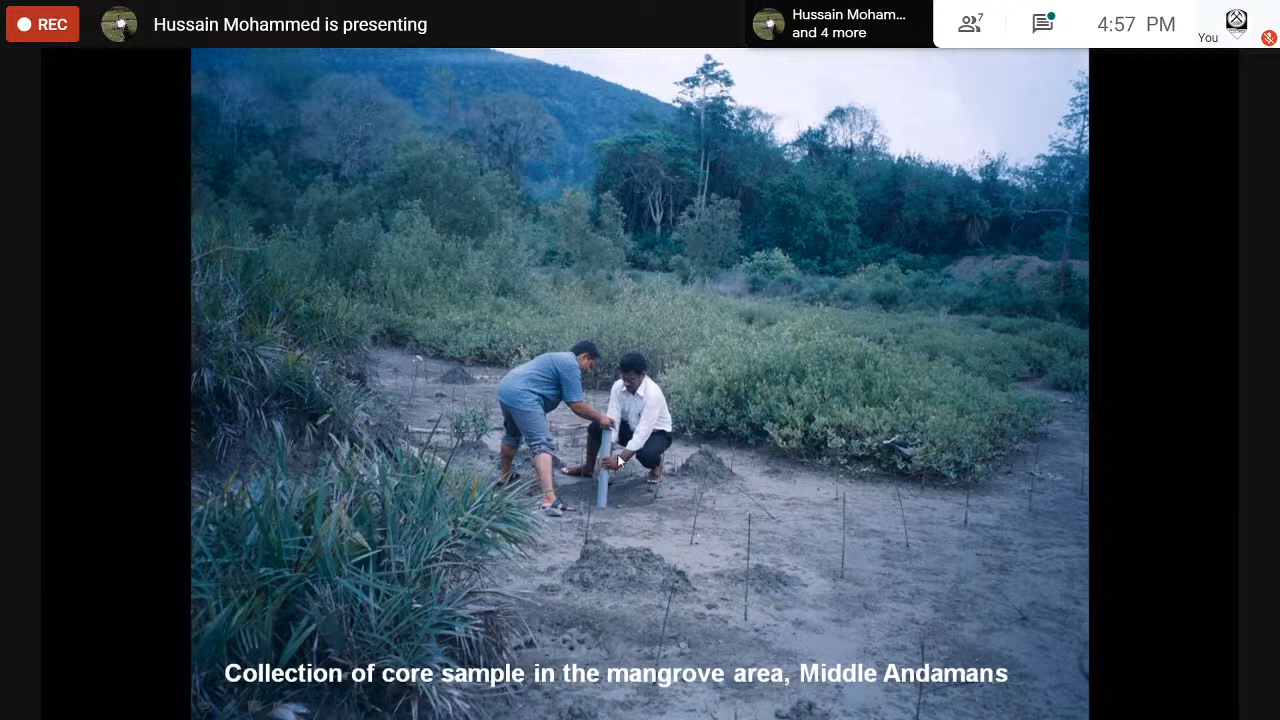 REC
Hussain Mohammed is presenting
Hussain Moham...
and 4 more
7
4:57 PM
You
Collection of core sample in the mangrove area, Middle Andamans